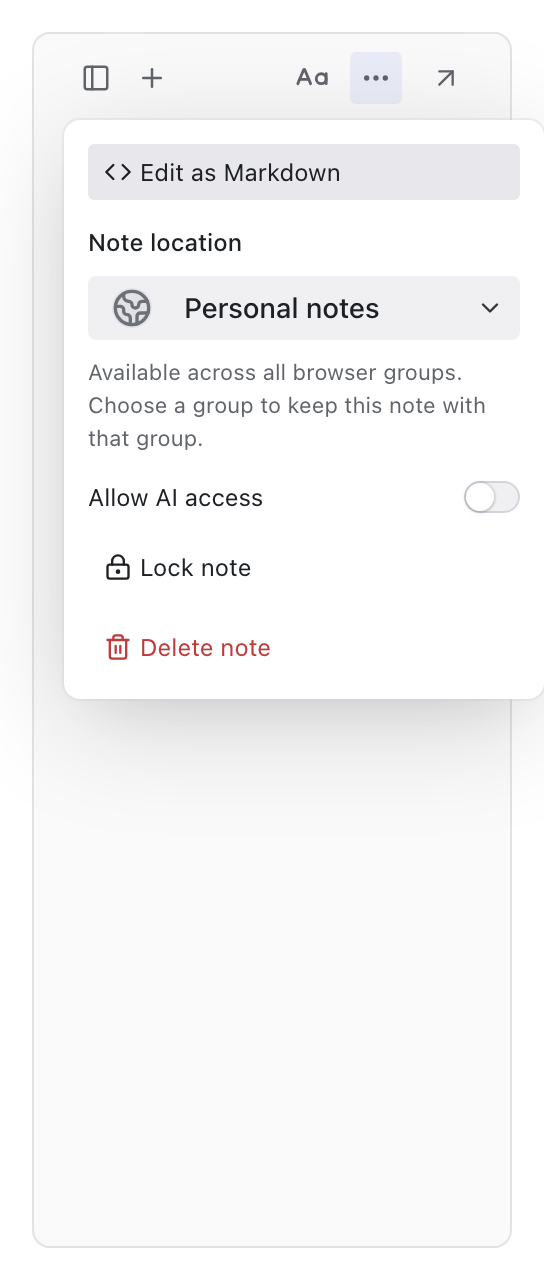 Aa
Edit as Markdown
Note location
Personal notes
Available across all browser groups.
Choose a group to keep this note with
that group.
Allow AI access
Lock note
Delete note